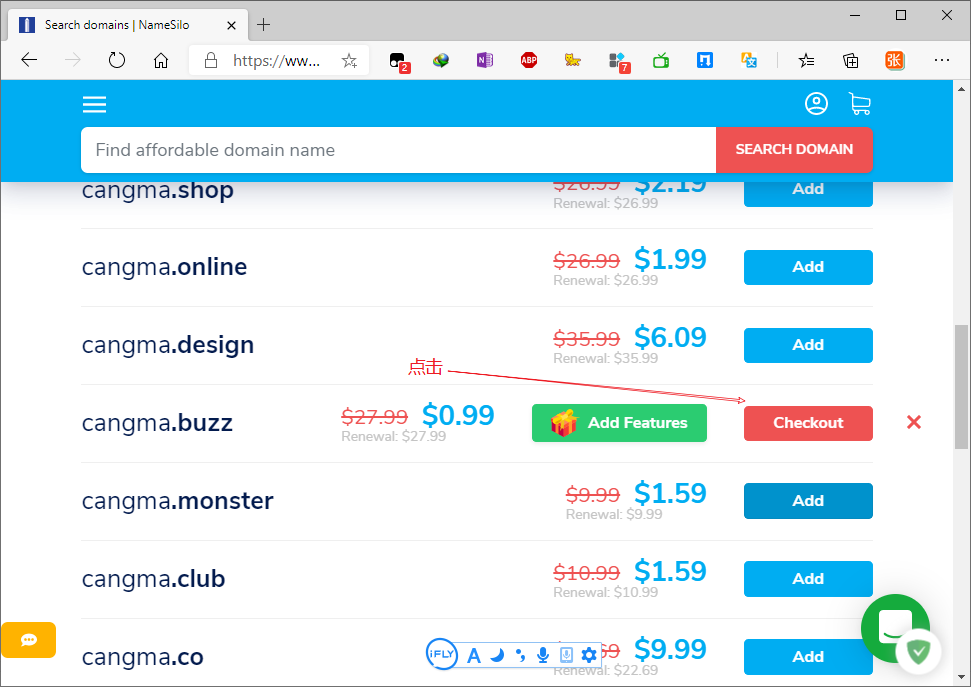 Search domains | NameSilo
https://ww...
2
ABP
7
张
Find affordable domain name
SEARCH DOMAIN
cangma.shop
$26.99 $2.19
Renewal: $26.99
Add
cangma.online
$26.99 $1.99
Renewal: $26.99
Add
cangma.design
$35.99 $6.09
Renewal: $35.99
Add
点击
cangma.buzz
$27.99 $0.99
Renewal: $27.99
Add Features
Checkout
cangma.monster
$9.99 $1.59
Renewal: $9.99
Add
cangma.club
$10.99 $1.59
Renewal: $10.99
Add
cangma.co
$9.99
Renewal: $22.69
Add
iFLY
A